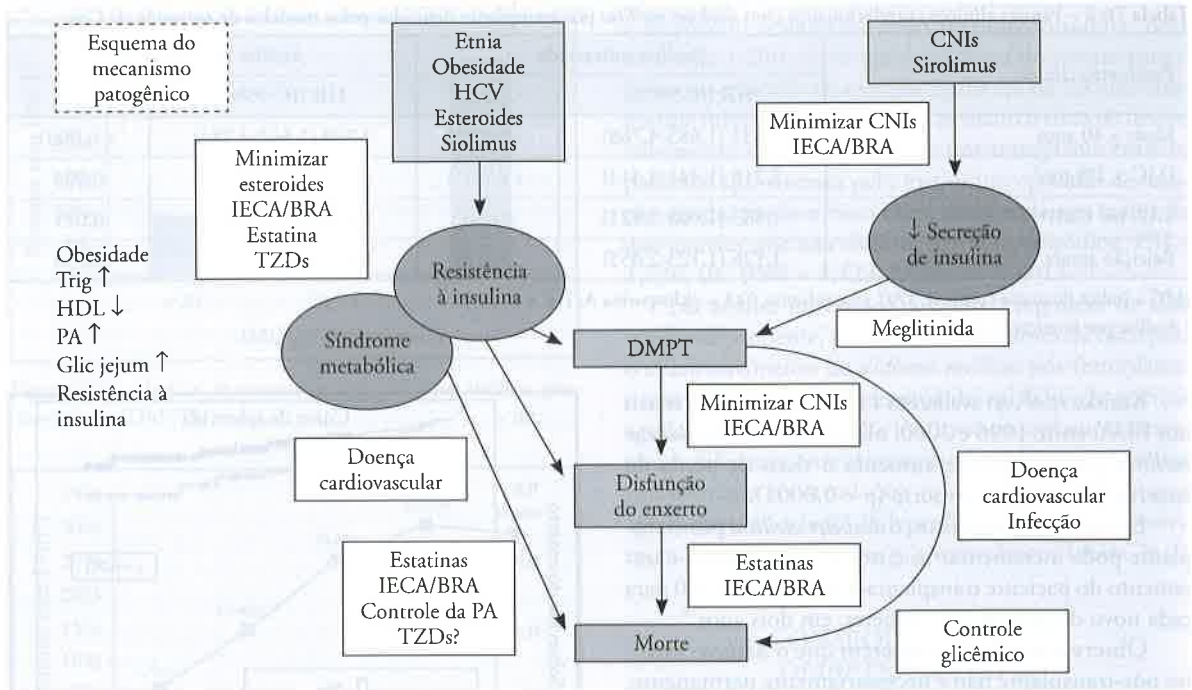 Esquema do
mecanismo
patogênico
Etnia
Obesidade
HCV
Esteroides
Siolimus
CNIs
Sirolimus
Minimizar CNIs
IECA/BRA
Minimizar
esteroides
IECA/BRA
Estatina
TZDs
Obesidade
Trig ↑
HDL ↓
PA ↑
Glic jejum ↑
Resistência à
insulina
Resistência
à insulina
Síndrome
metabólica
↓ Secreção
de insulina
Meglitinida
DMPT
Minimizar CNIs
IECA/BRA
Doença
cardiovascular
Disfunção
do enxerto
Doença
cardiovascular
Infecção
Estatinas
IECA/BRA
Controle da PA
TZDs?
Estatinas
IECA/BRA
Morte
Controle
glicêmico